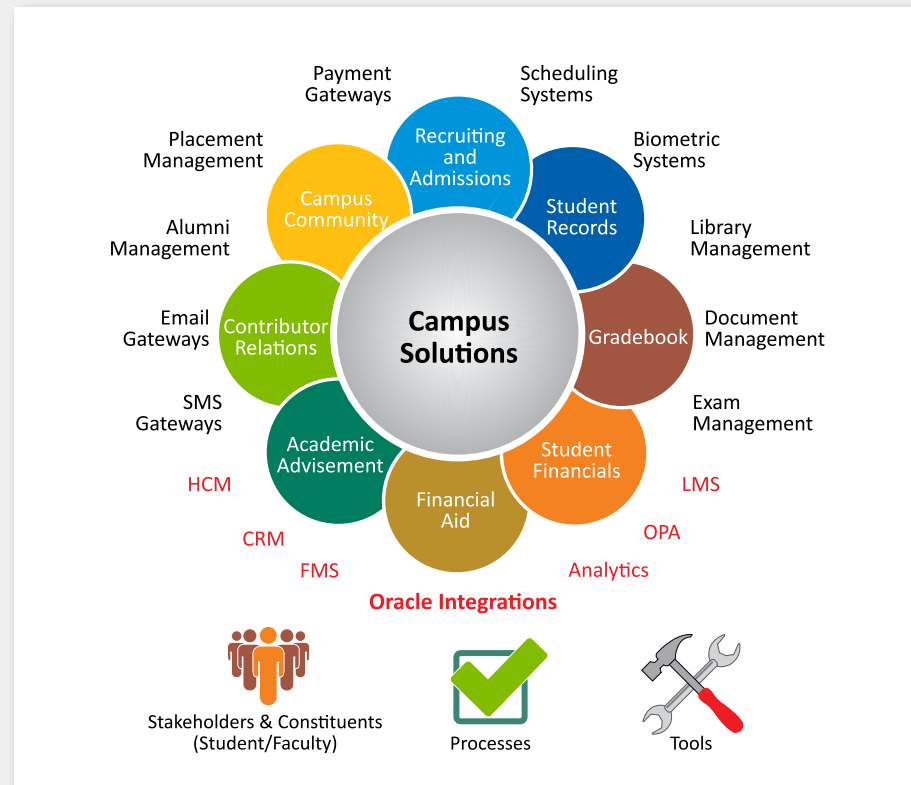 Payment
Gateways
Scheduling
Systems
Placement
Management
Recruiting
and
Admissions
Biometric
Systems
Campus
Community
Student
Records
Alumni
Management
Library
Management
Email
Gateways
Contributor
Relations
Campus
Solutions
Gradebook
Document
Management
SMS
Gateways
Exam
Management
Academic
Advisement
Student
Financials
Financial
Aid
HCM
LMS
CRM
OPA
FMS
Analytics
Oracle Integrations
Stakeholders & Constituents
(Student/Faculty)
Processes
Tools